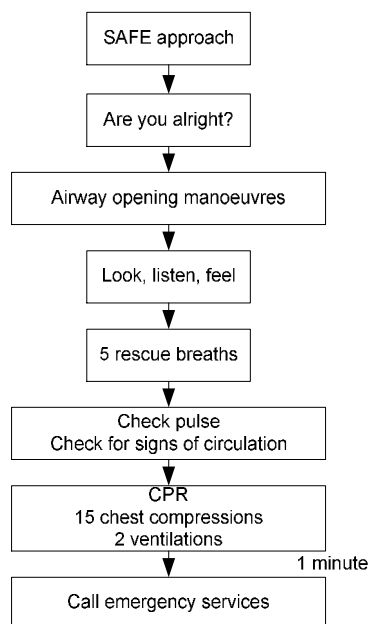 SAFE approach
Are you alright?
Airway opening manoeuvres
Look, listen, feel
5 rescue breaths
Check pulse
Check for signs of circulation
CPR
15 chest compressions
2 ventilations
1 minute
Call emergency services